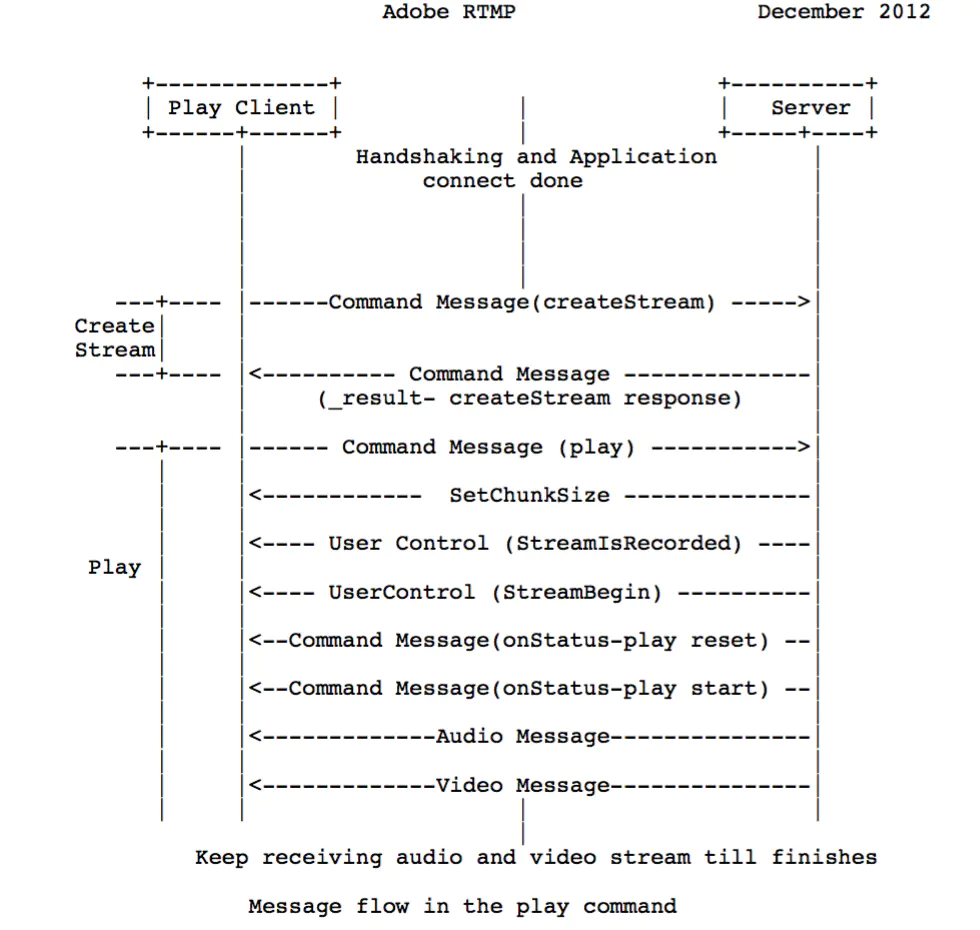 Adobe RTMP December 2012
Play Client Server
Handshaking and Application
connect done
Command Message(createStream)
Create
Stream
Command Message
(_result- createStream response)
Command Message (play)
SetChunkSize
User Control (StreamIsRecorded)
Play
UserControl (StreamBegin)
Command Message(onStatus-play reset)
Command Message(onStatus-play start)
Audio Message
Video Message
Keep receiving audio and video stream till finishes
Message flow in the play command